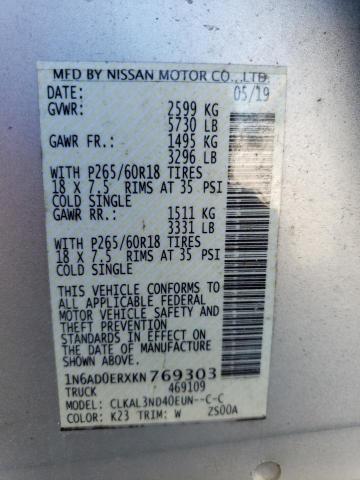 MFD BY NISSAN MOTOR CO., LTD.
DATE: 05/19
GVWR: 2599 KG
5730 LB
GAWR FR.: 1495 KG
3296 LB
WITH P265/60R18 TIRES
18 X 7.5 RIMS AT 35 PSI
COLD SINGLE
GAWR RR.: 1511 KG
3331 LB
WITH P265/60R18 TIRES
18 X 7.5 RIMS AT 35 PSI
COLD SINGLE
THIS VEHICLE CONFORMS TO
ALL APPLICABLE FEDERAL
MOTOR VEHICLE SAFETY AND
THEFT PREVENTION
STANDARDS IN EFFECT ON
DATE SHOWN ABOVE.
1N6AD0ERXKN769303
TRUCK 469109
MODEL: CLKAL3ND40EUN--C-C
COLOR: K23 TRIM: W 2S00A